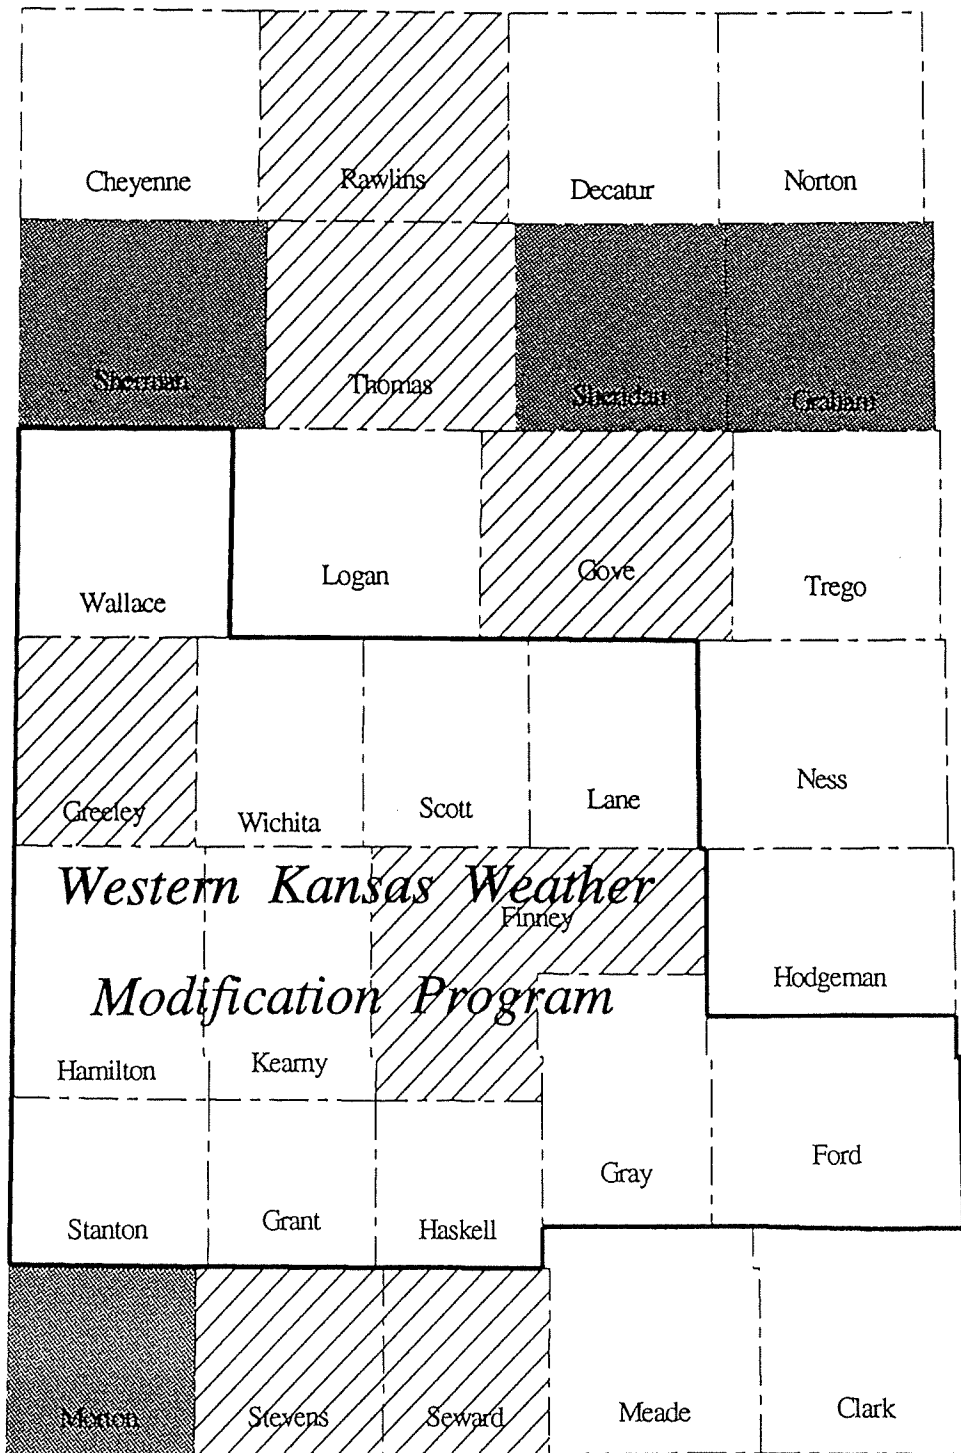 Cheyenne Rawlins Decatur Norton
Sherman Thomas Sheridan Graham
Wallace Logan Gove Trego
Greeley Wichita Scott Lane Ness
Western Kansas Weather
Finney
Modification Program
Hodgeman
Hamilton Kearny
Gray Ford
Stanton Grant Haskell
Morton Stevens Seward Meade Clark